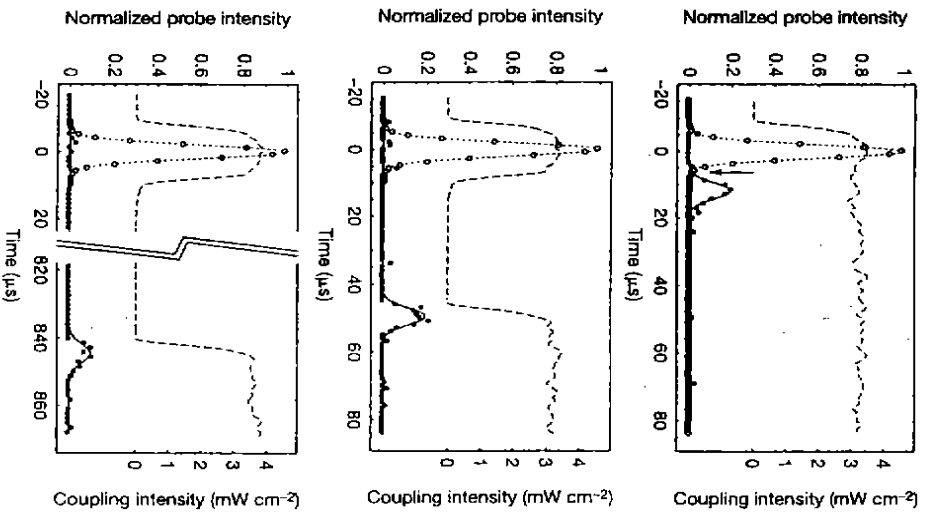 Normalized probe intensity
0 0.2 0.4 0.6 0.8 1
–20 0 20 820 840 860
Time (μs)
0 1 2 3 4
Coupling intensity (mW cm⁻²)
Normalized probe intensity
0 0.2 0.4 0.6 0.8 1
–20 0 20 40 60 80
Time (μs)
0 1 2 3 4
Coupling intensity (mW cm⁻²)
Normalized probe intensity
0 0.2 0.4 0.6 0.8 1
–20 0 20 40 60 80
Time (μs)
0 1 2 3 4
Coupling intensity (mW cm⁻²)